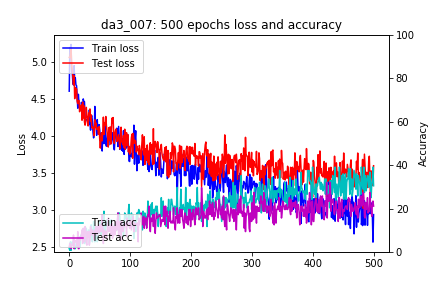 da3_007: 500 epochs loss and accuracy
Train loss
Test loss
Train acc
Test acc
Loss
5.0
4.5
4.0
3.5
3.0
2.5
Accuracy
100
80
60
40
20
0
0
100
200
300
400
500